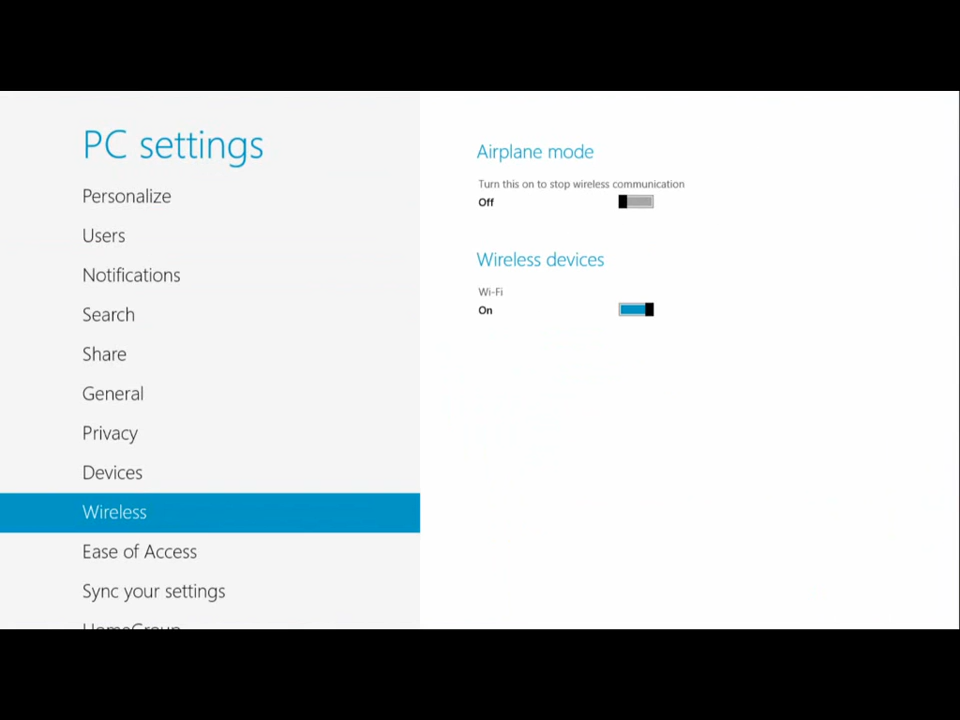 PC settings
Personalize
Users
Notifications
Search
Share
General
Privacy
Devices
Wireless
Ease of Access
Sync your settings
HomeGroup
Airplane mode
Turn this on to stop wireless communication
Off
Wireless devices
Wi-Fi
On